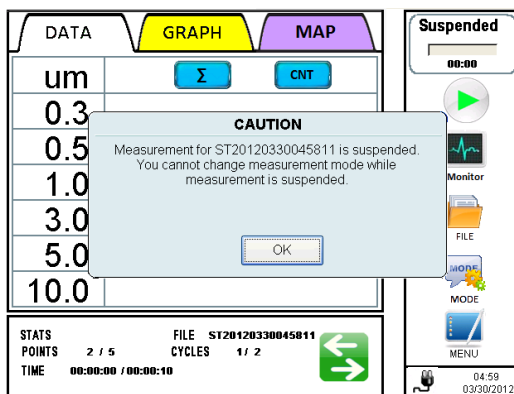 DATA GRAPH MAP
um Σ CNT
0.3
0.5
1.0
3.0
5.0
10.0
CAUTION
Measurement for ST20120330045811 is suspended.
You cannot change measurement mode while
measurement is suspended.
OK
STATS FILE ST20120330045811
POINTS 2 / 5 CYCLES 1 / 2
TIME 00:00:00 / 00:00:10
Suspended
00:00
Monitor
FILE
MODE
MODE
MENU
04:59
03/30/2012